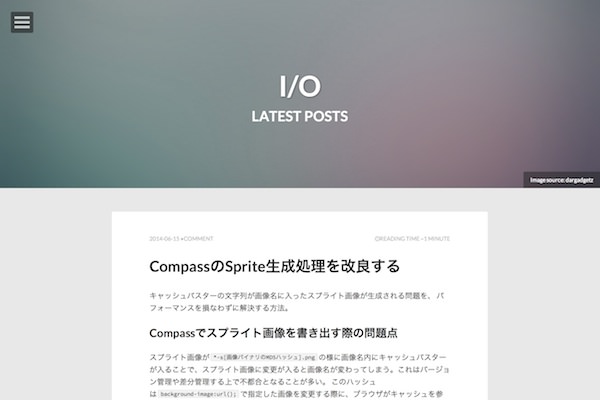 I/O
LATEST POSTS
Image source: dargadgetz
2014-06-15 •COMMENT
READING TIME ~1 MINUTE
CompassのSprite生成処理を改良する
キャッシュバスターの文字列が画像名に入ったスプライト画像が生成される問題を、パ
フォーマンスを損なわずに解決する方法。
Compassでスプライト画像を書き出す際の問題点
スプライト画像が *-s[画像バイナリのMD5ハッシュ].png の様に画像名内にキャッシュバスター
が入ることで、スプライト画像に変更が入ると画像名が変わってしまう。これはバージョ
ン管理や差分管理する上で不都合となることが多い。 このハッシュ
は background-image:url(); で指定した画像を変更する際に、ブラウザがキャッシュを参